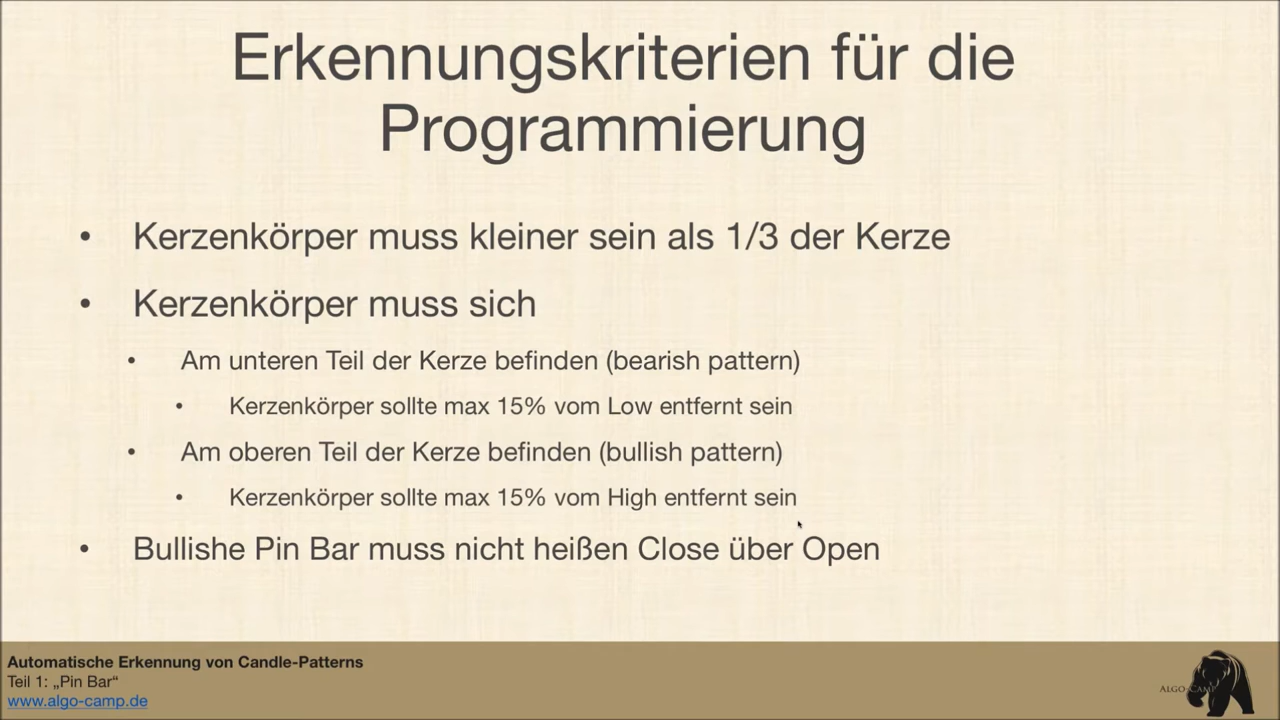 Erkennungskriterien für die
Programmierung
• Kerzenkörper muss kleiner sein als 1/3 der Kerze
• Kerzenkörper muss sich
• Am unteren Teil der Kerze befinden (bearish pattern)
• Kerzenkörper sollte max 15% vom Low entfernt sein
• Am oberen Teil der Kerze befinden (bullish pattern)
• Kerzenkörper sollte max 15% vom High entfernt sein
• Bullishe Pin Bar muss nicht heißen Close über Open
Automatische Erkennung von Candle-Patterns
Teil 1: „Pin Bar“
www.algo-camp.de
ALGO-CAMP